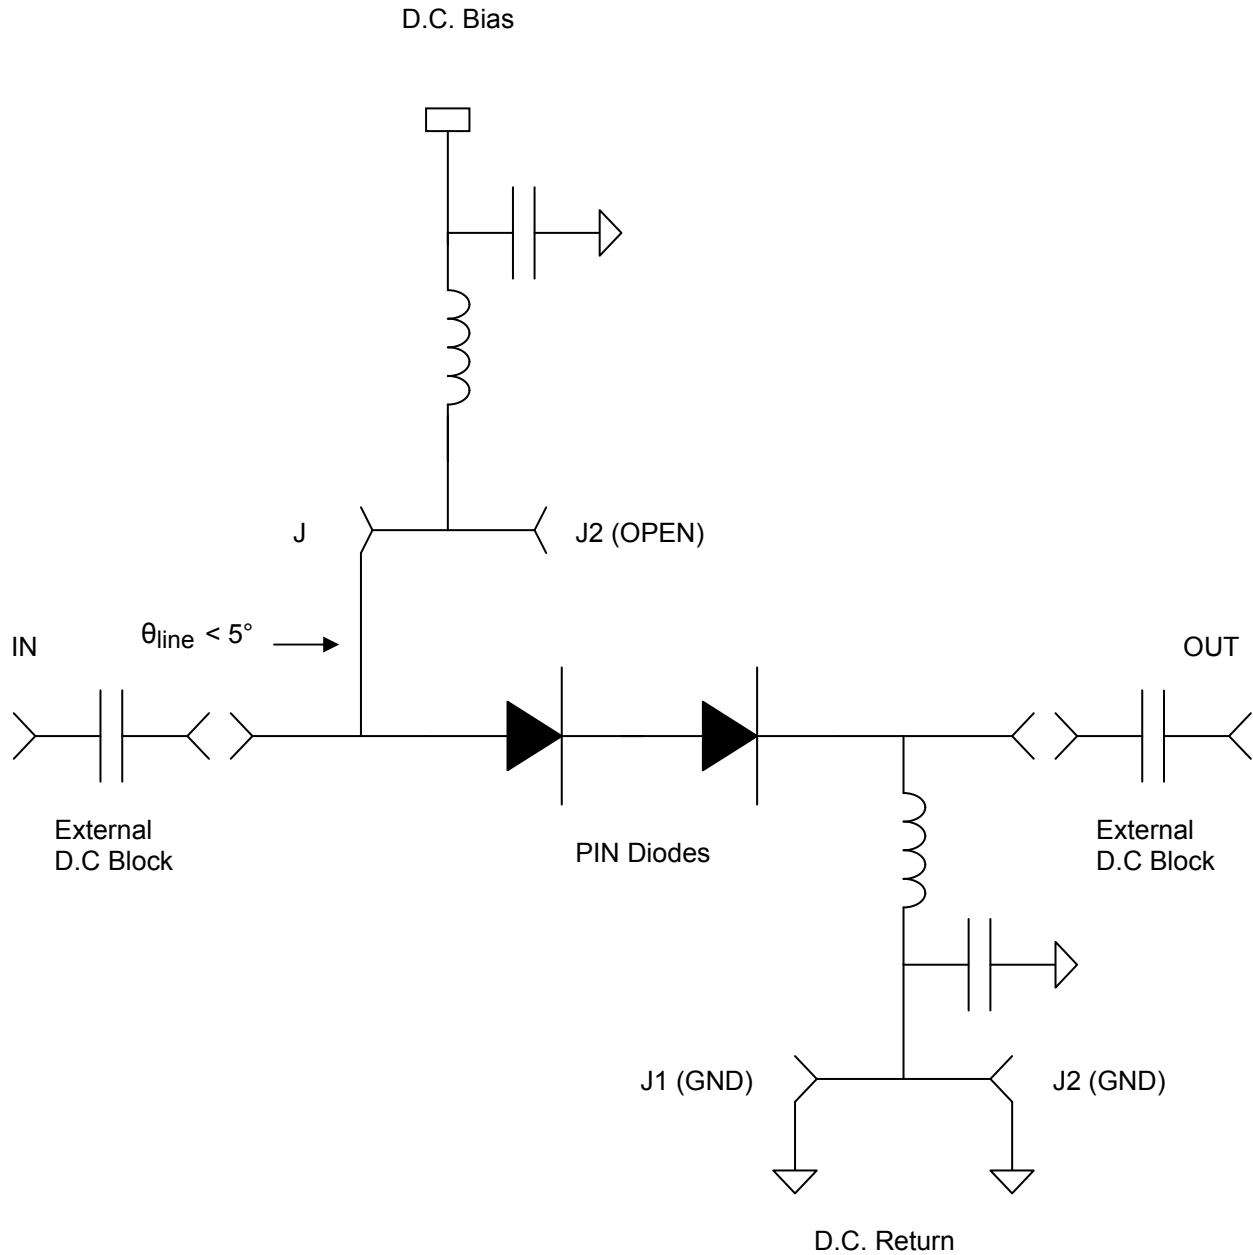 D.C. Bias
J
J2 (OPEN)
θline < 5°
IN
OUT
External
D.C Block
PIN Diodes
External
D.C Block
J1 (GND)
J2 (GND)
D.C. Return